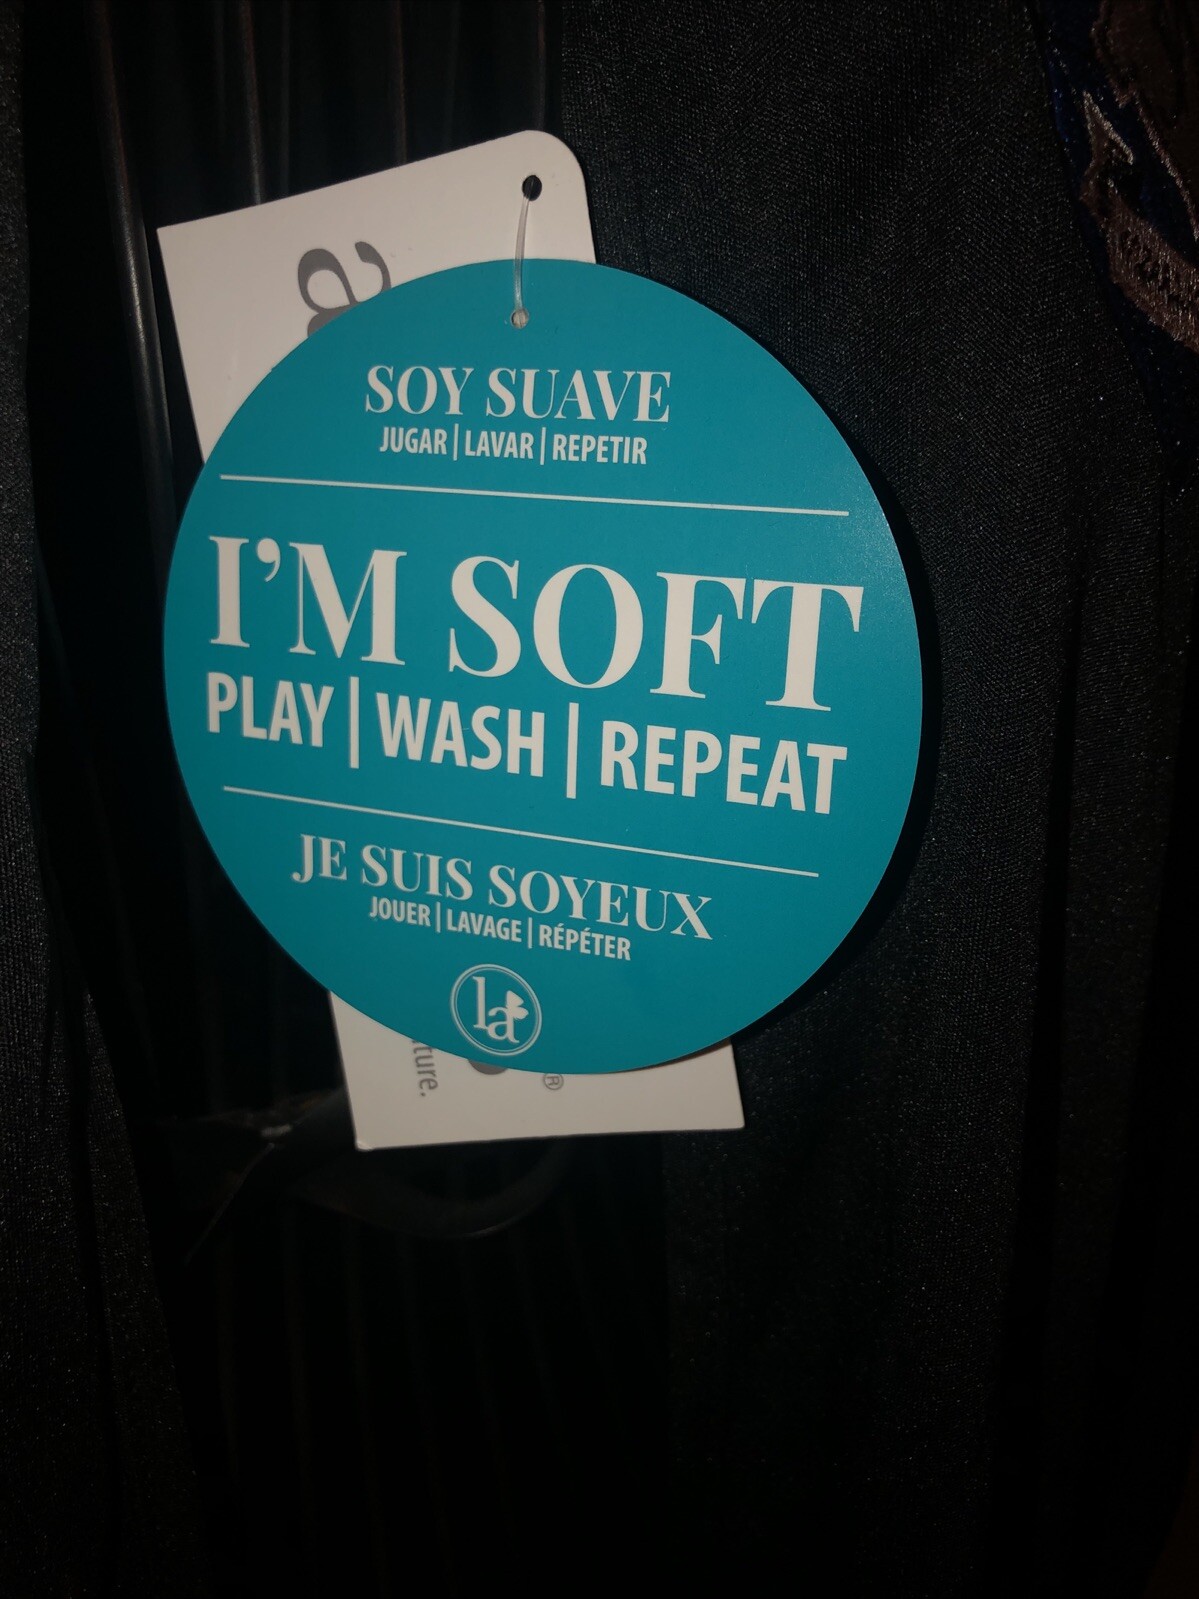 a
SOY SUAVE
JUGAR | LAVAR | REPETIR
I'M SOFT
PLAY | WASH | REPEAT
JE SUIS SOYEUX
JOUER | LAVAGE | RÉPÉTER
la
ture.
®